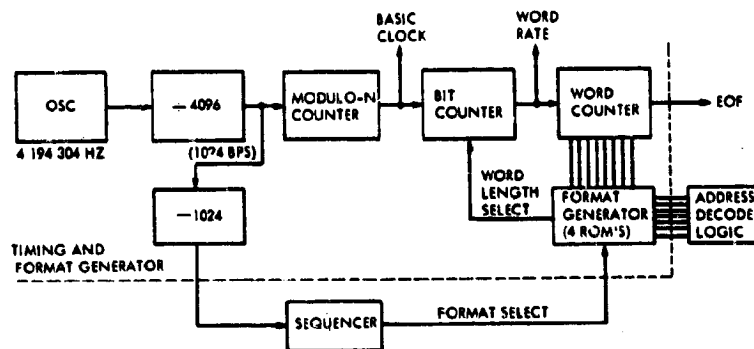 BASIC
CLOCK
WORD
RATE
OSC
4 194 304 HZ
— 4096
(1024 BPS)
MODULO-N
COUNTER
BIT
COUNTER
WORD
COUNTER
EOF
WORD
LENGTH
SELECT
FORMAT
GENERATOR
(4 ROM'S)
ADDRESS
DECODE
LOGIC
—1024
TIMING AND
FORMAT GENERATOR
SEQUENCER
FORMAT SELECT